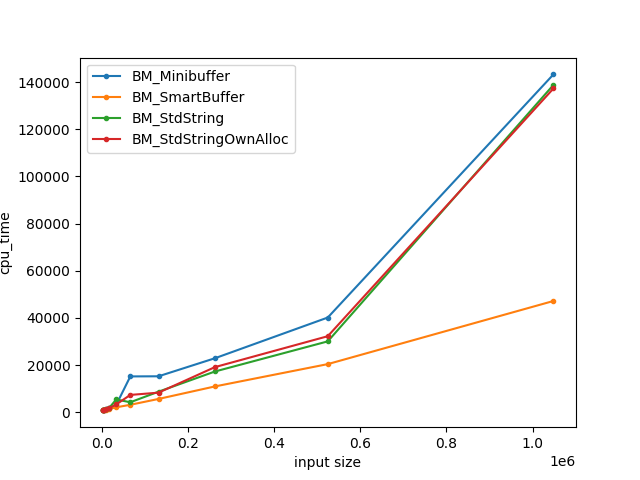 140000
120000
100000
80000
60000
40000
20000
0
cpu_time
BM_Minibuffer
BM_SmartBuffer
BM_StdString
BM_StdStringOwnAlloc
0.0 0.2 0.4 0.6 0.8 1.0
input size
1e6